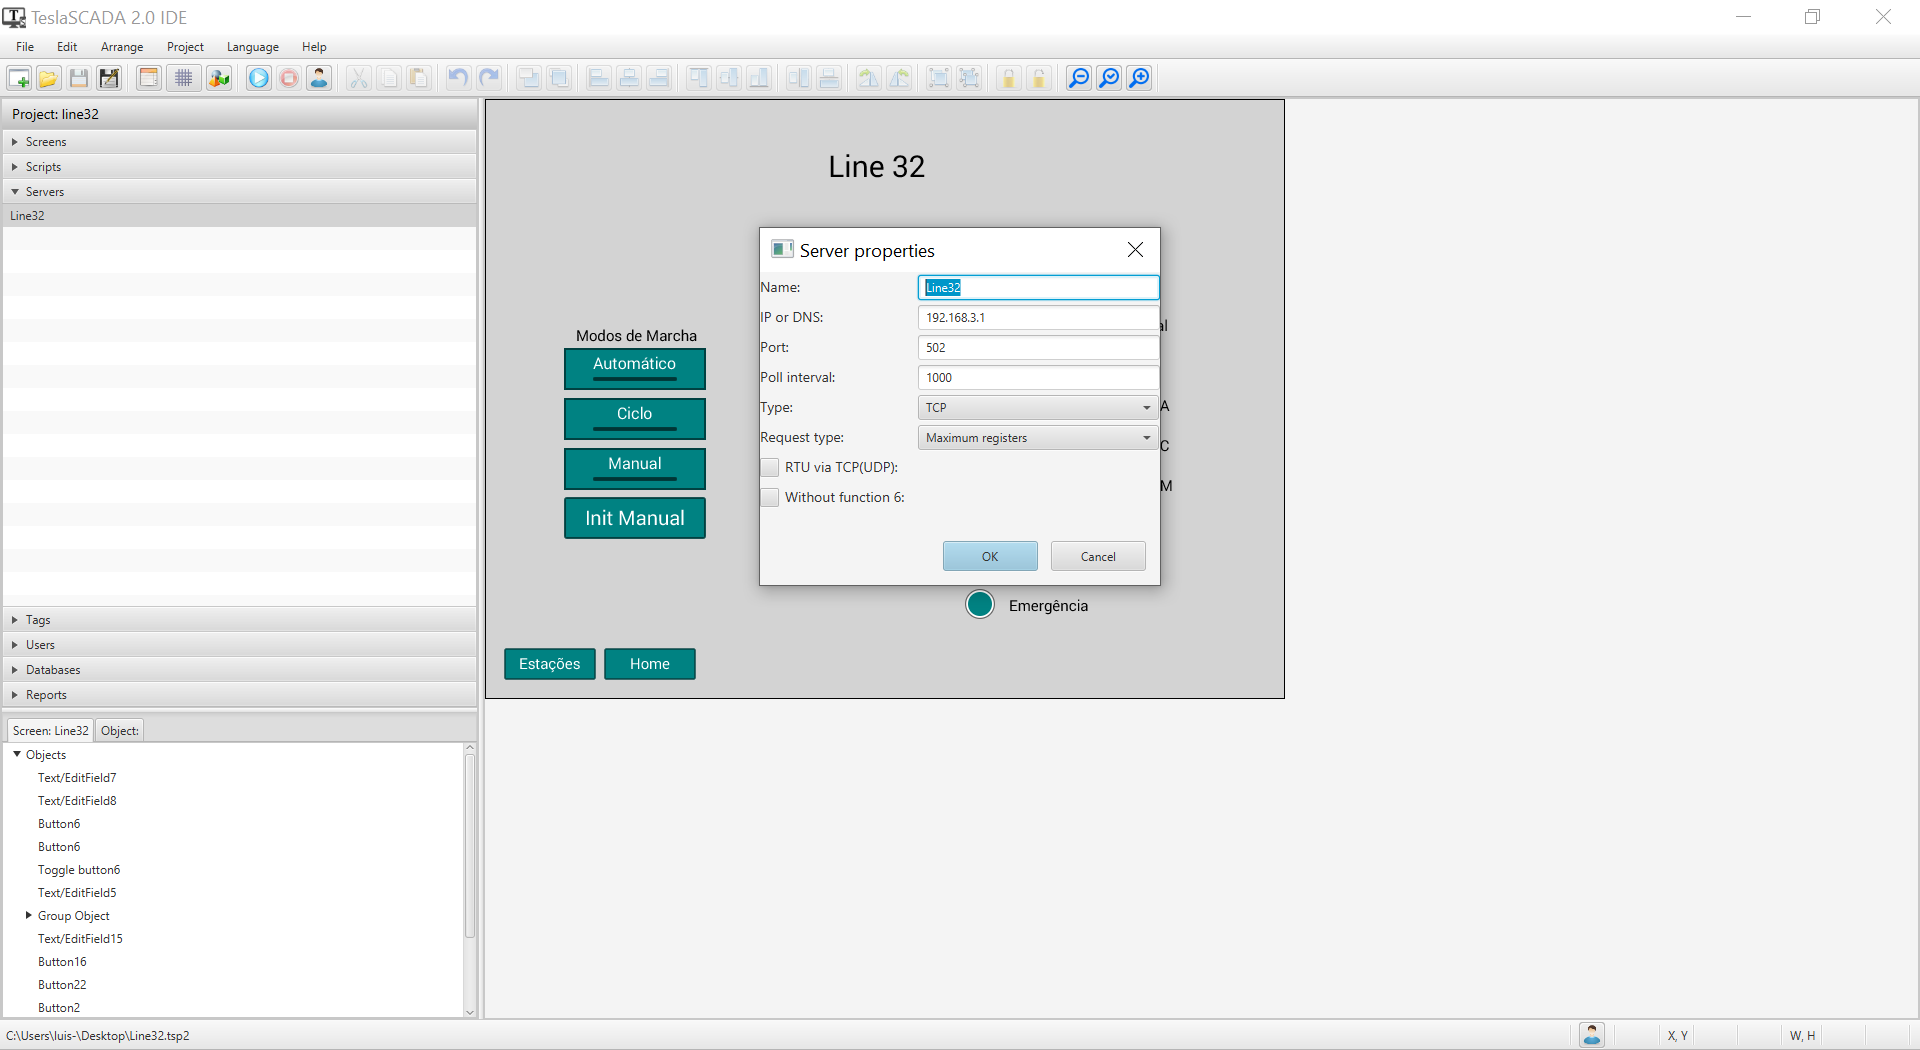 TeslaSCADA 2.0 IDE
File Edit Arrange Project Language Help
Project: line32
Screens
Scripts
Servers
Line32
Tags
Users
Databases
Reports
Screen: Line32 Object:
Objects
Text/EditField7
Text/EditField8
Button6
Button6
Toggle button6
Text/EditField5
Group Object
Text/EditField15
Button16
Button22
Button2
Line 32
Modos de Marcha
Automático
Ciclo
Manual
Init Manual
Estações Home
Server properties
Name: Line32
IP or DNS: 192.168.3.1
Port: 502
Poll interval: 1000
Type: TCP
Request type: Maximum registers
RTU via TCP(UDP):
Without function 6:
OK Cancel
A
C
M
Emergência
C:\Users\luis-\Desktop\Line32.tsp2
X, Y W, H